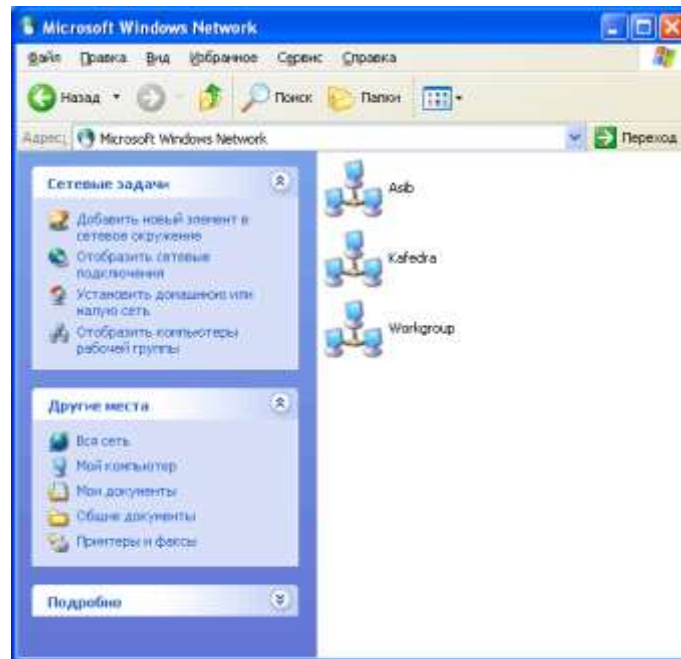 Microsoft Windows Network
Файл Правка Вид Избранное Сервис Справка
Назад Поиск Папки
Адрес: Microsoft Windows Network Переход
Сетевые задачи
Добавить новый элемент в
сетевое окружение
Отобразить сетевые
подключения
Установить домашнюю или
малую сеть
Отобразить компьютеры
рабочей группы
Другие места
Вся сеть
Мой компьютер
Мои документы
Общие документы
Принтеры и факсы
Подробно
Asib
Kafedra
Workgroup